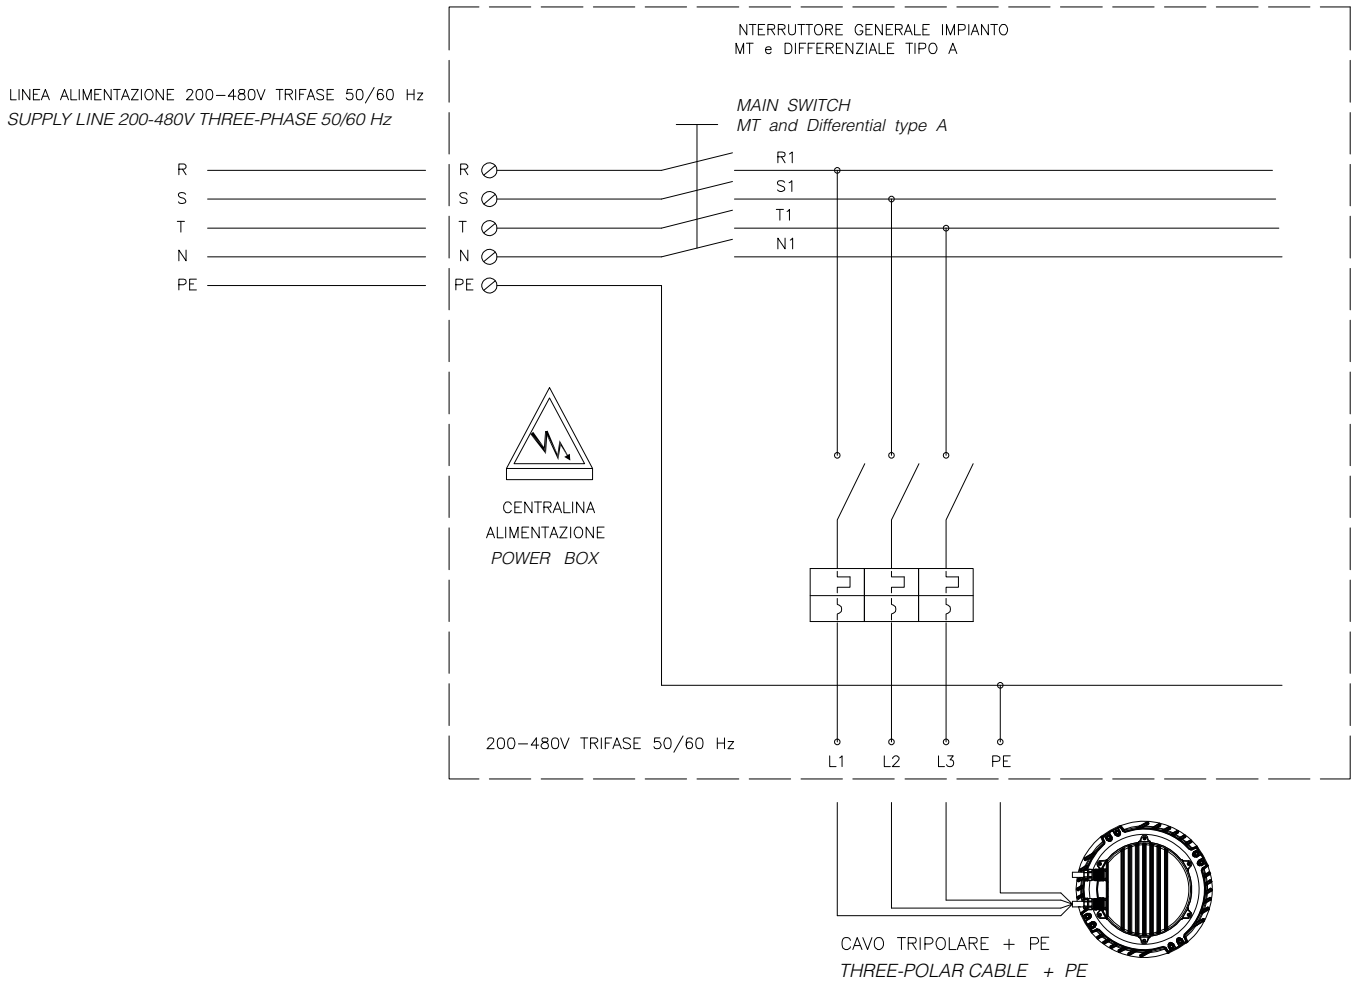 NTERRUTTORE GENERALE IMPIANTO
MT e DIFFERENZIALE TIPO A
LINEA ALIMENTAZIONE 200-480V TRIFASE 50/60 Hz
SUPPLY LINE 200-480V THREE-PHASE 50/60 Hz
MAIN SWITCH
MT and Differential type A
R
R
R1
S
S
S1
T
T
T1
N
N
N1
PE
PE
CENTRALINA
ALIMENTAZIONE
POWER BOX
200-480V TRIFASE 50/60 Hz
L1
L2
L3
PE
CAVO TRIPOLARE + PE
THREE-POLAR CABLE + PE